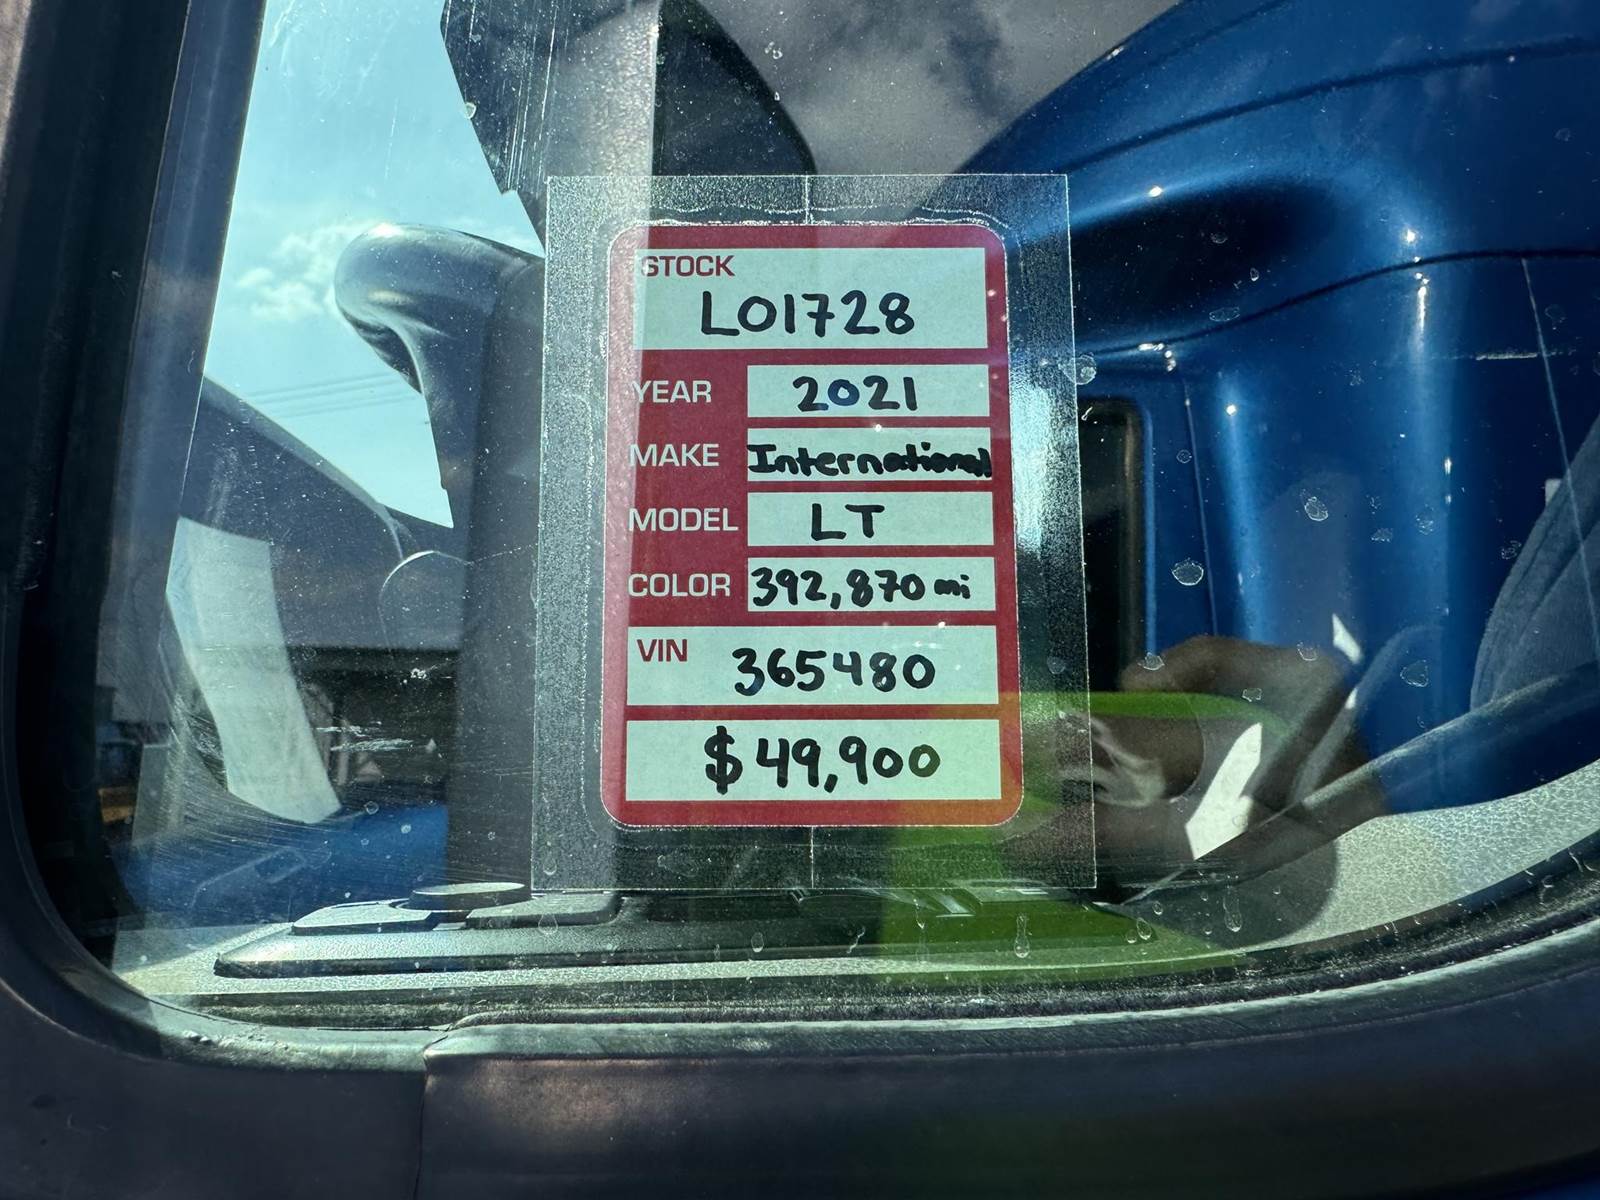 STOCK
L01728
YEAR 2021
MAKE International
MODEL LT
COLOR 392,870 mi
VIN 365480
$49,900